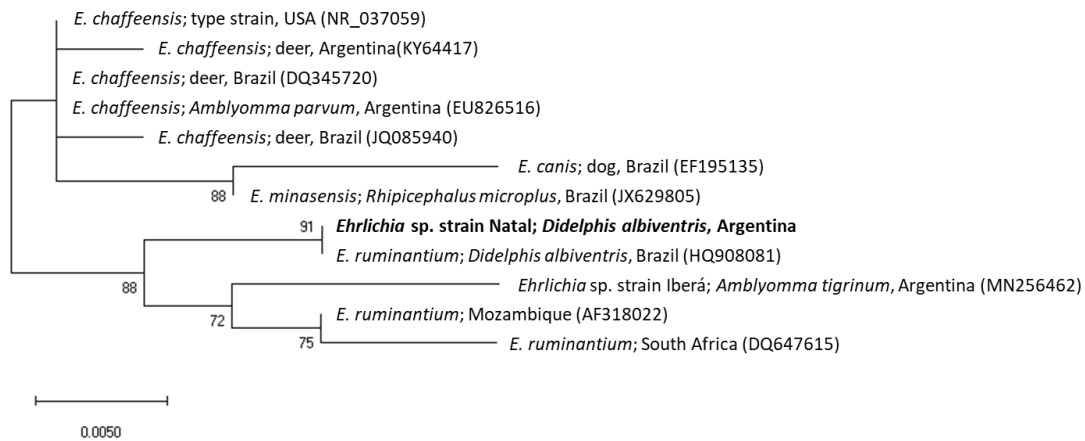 E. chaffeensis; type strain, USA (NR_037059)
E. chaffeensis; deer, Argentina(KY64417)
E. chaffeensis; deer, Brazil (DQ345720)
E. chaffeensis; Amblyomma parvum, Argentina (EU826516)
E. chaffeensis; deer, Brazil (JQ085940)
E. canis; dog, Brazil (EF195135)
88 E. minasensis; Rhipicephalus microplus, Brazil (JX629805)
91 Ehrlichia sp. strain Natal; Didelphis albiventris, Argentina
E. ruminantium; Didelphis albiventris, Brazil (HQ908081)
88 Ehrlichia sp. strain Iberá; Amblyomma tigrinum, Argentina (MN256462)
72 E. ruminantium; Mozambique (AF318022)
75 E. ruminantium; South Africa (DQ647615)
0.0050